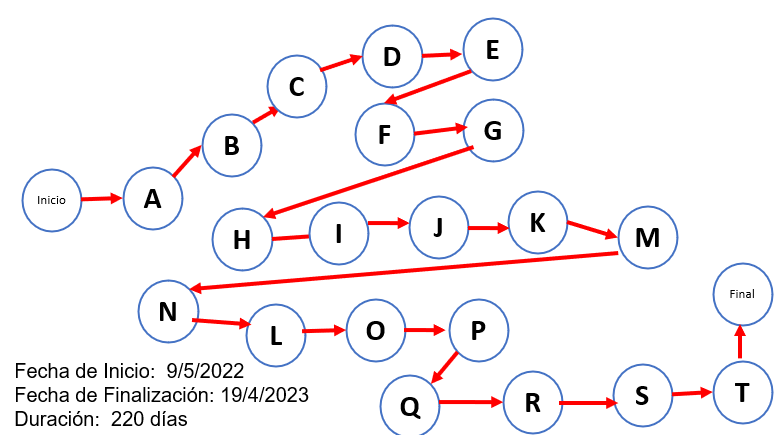 Inicio
A
B
C
D
E
F
G
H
I
J
K
M
N
L
O
P
Q
R
S
T
Final
Fecha de Inicio: 9/5/2022
Fecha de Finalización: 19/4/2023
Duración: 220 días